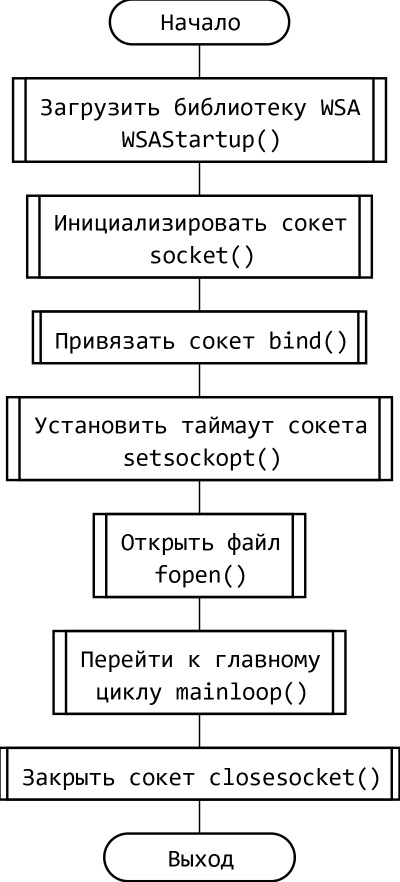 Начало
Загрузить библиотеку WSA
WSAStartup()
Инициализировать сокет
socket()
Привязать сокет bind()
Установить таймаут сокета
setsockopt()
Открыть файл
fopen()
Перейти к главному
циклу mainloop()
Закрыть сокет closesocket()
Выход